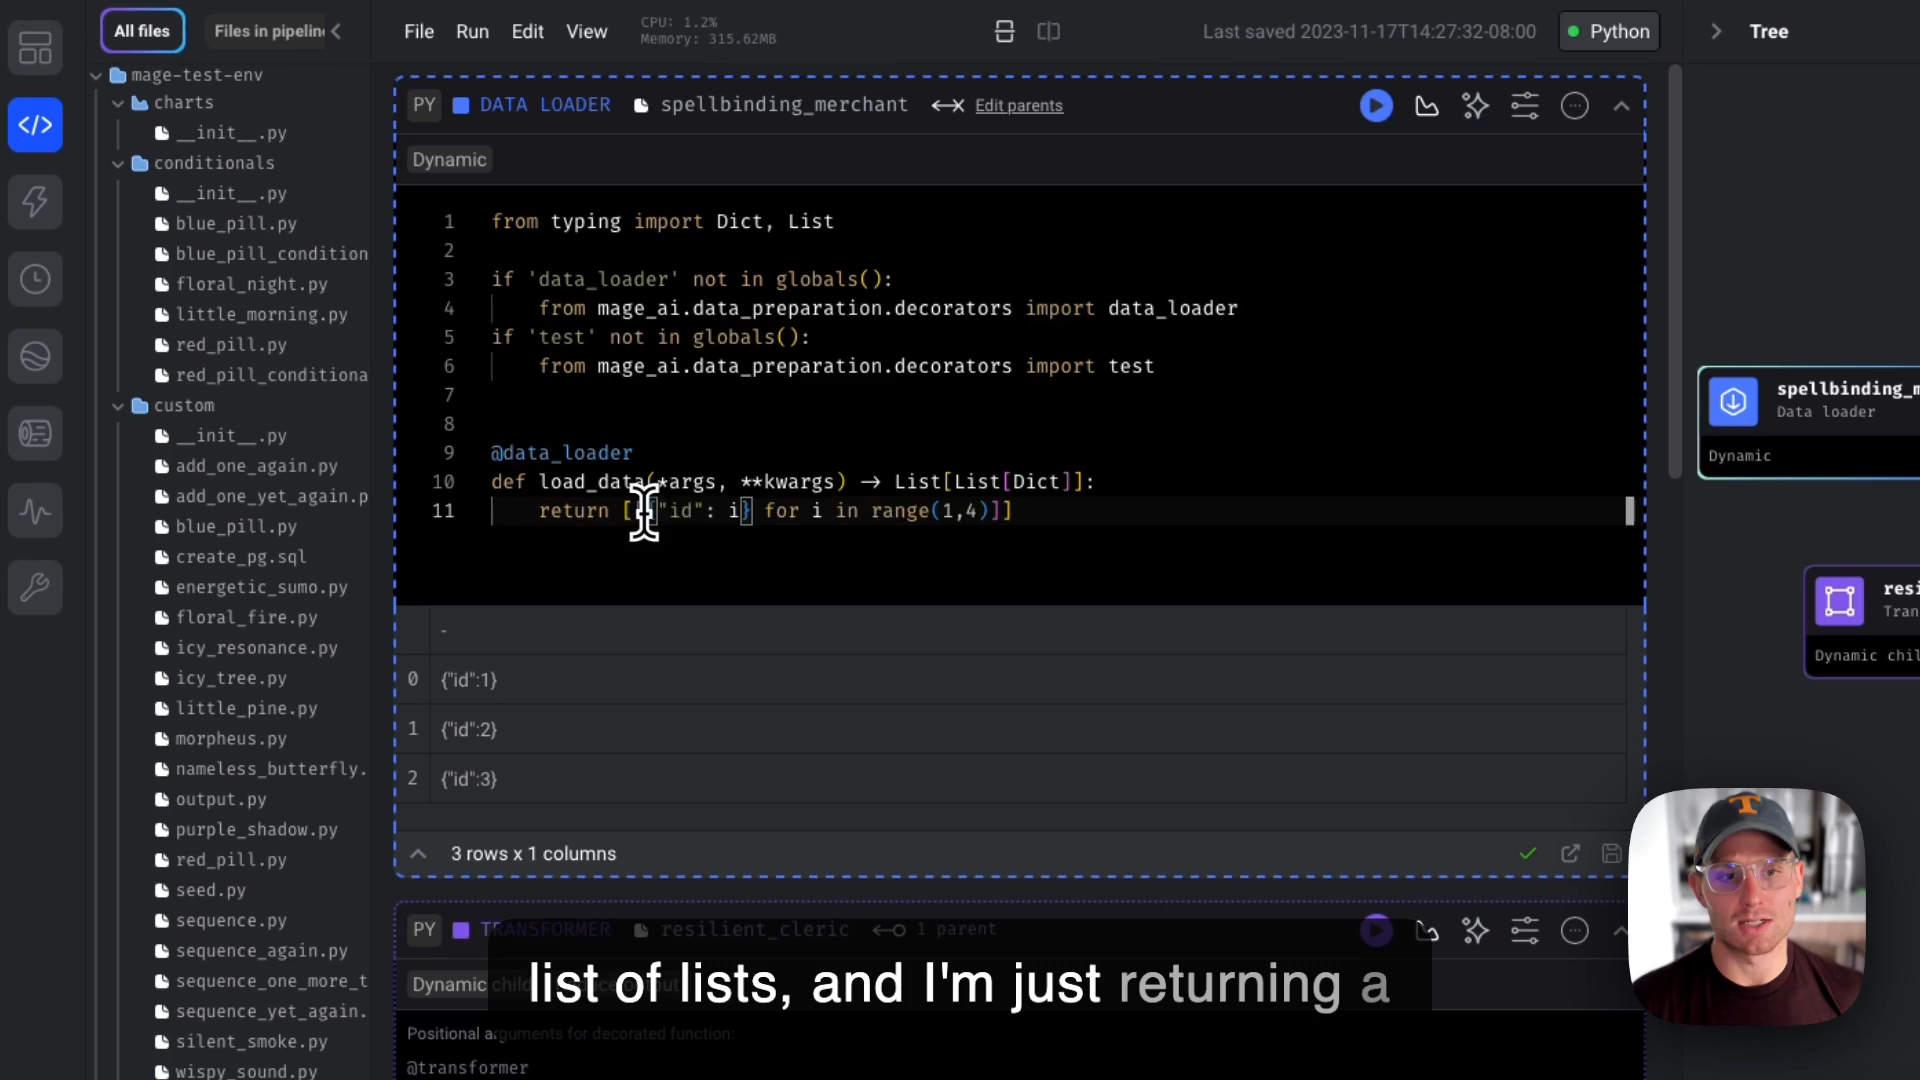 All files
Files in pipelin
File
Run
Edit
View
CPU: 1.2%
Memory: 315.62MB
Last saved 2023-11-17T14:27:32-08:00
Python
Tree
mage-test-env
charts
__init__.py
conditionals
__init__.py
blue_pill.py
blue_pill_condition
floral_night.py
little_morning.py
red_pill.py
red_pill_conditiona
custom
__init__.py
add_one_again.py
add_one_yet_again.p
blue_pill.py
create_pg.sql
energetic_sumo.py
floral_fire.py
icy_resonance.py
icy_tree.py
little_pine.py
morpheus.py
nameless_butterfly.
output.py
purple_shadow.py
red_pill.py
seed.py
sequence.py
sequence_again.py
sequence_one_more_t
sequence_yet_again.
silent_smoke.py
wispy_sound.py
PY DATA LOADER spellbinding_merchant Edit parents
Dynamic
1 from typing import Dict, List
2
3 if 'data_loader' not in globals():
4 from mage_ai.data_preparation.decorators import data_loader
5 if 'test' not in globals():
6 from mage_ai.data_preparation.decorators import test
7
8
9 @data_loader
10 def load_data(*args, **kwargs) → List[List[Dict]]:
11 return ["id": i} for i in range(1,4)]]
-
0 {"id":1}
1 {"id":2}
2 {"id":3}
3 rows x 1 columns
PY TRANSFORMER resilient_cleric 1 parent
Dynamic child
Positional arguments for decorated function:
@transformer
list of lists, and I'm just returning a
spellbinding_m
Data loader
Dynamic
resi
Tran
Dynamic chil